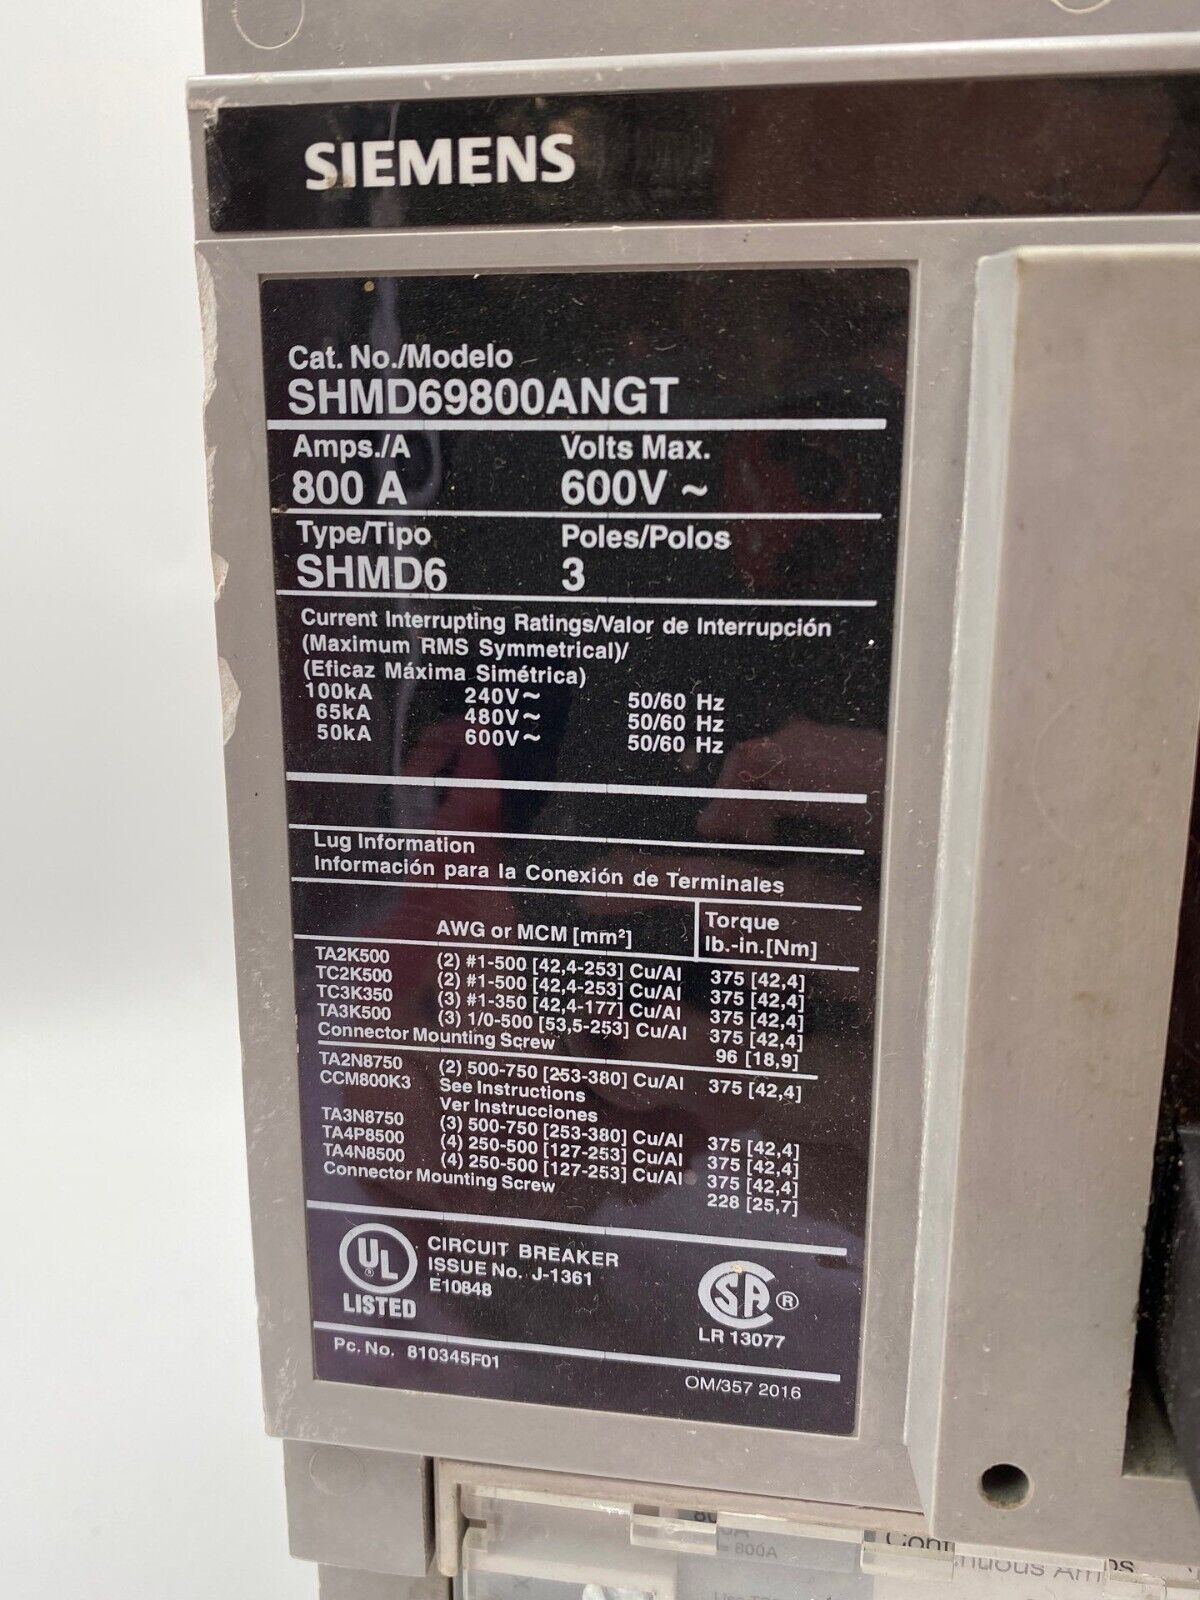 SIEMENS
Cat. No./Modelo
SHMD69800ANGT
Amps./A Volts Max.
800 A 600V ~
Type/Tipo Poles/Polos
SHMD6 3
Current Interrupting Ratings/Valor de Interrupción
(Maximum RMS Symmetrical)/
(Eficaz Máxima Simétrica)
100kA 240V~ 50/60 Hz
65kA 480V~ 50/60 Hz
50kA 600V~ 50/60 Hz
Lug Information
Información para la Conexión de Terminales
AWG or MCM [mm²] Torque
lb.-in.[Nm]
TA2K500 (2) #1-500 [42,4-253] Cu/Al 375 [42,4]
TC2K500 (2) #1-500 [42,4-253] Cu/Al 375 [42,4]
TC3K350 (3) #1-350 [42,4-177] Cu/Al 375 [42,4]
TA3K500 (3) 1/0-500 [53,5-253] Cu/Al 375 [42,4]
Connector Mounting Screw 96 [18,9]
TA2N8750 (2) 500-750 [253-380] Cu/Al 375 [42,4]
CCM800K3 See Instructions
Ver Instrucciones
TA3N8750 (3) 500-750 [253-380] Cu/Al 375 [42,4]
TA4P8500 (4) 250-500 [127-253] Cu/Al 375 [42,4]
TA4N8500 (4) 250-500 [127-253] Cu/Al 375 [42,4]
Connector Mounting Screw 228 [25,7]
UL ®
LISTED
CIRCUIT BREAKER
ISSUE No. J-1361
E10848
CSA ®
LR 13077
Pc. No. 810345F01
OM/357 2016
800A
– 800A
Continuous Amps